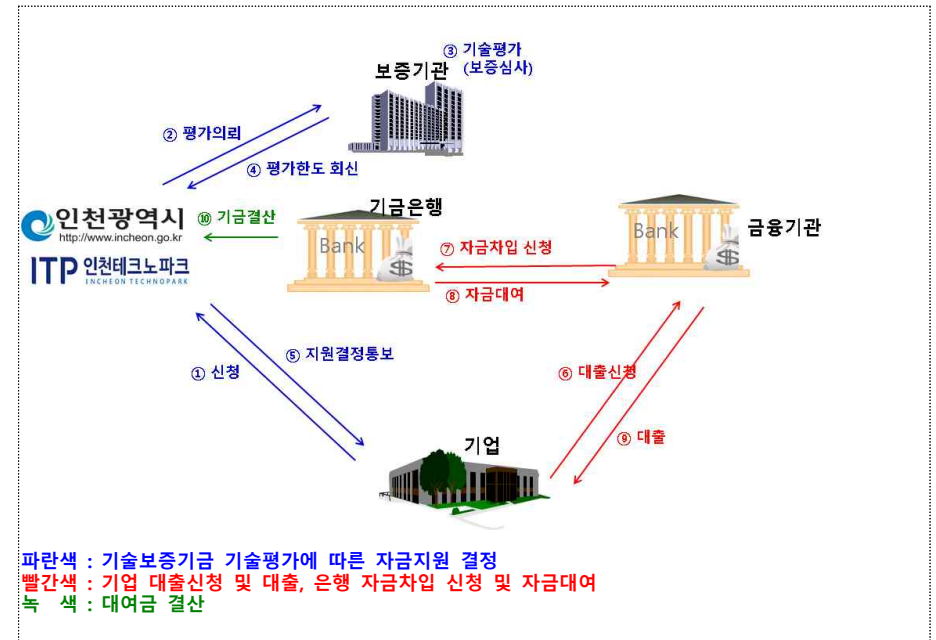 ③ 기술평가
(보증심사)
보증기관
② 평가의뢰
④ 평가한도 회신
인천광역시
http://www.incheon.go.kr
ITP 인천테크노파크
INCHEON TECHNOPARK
⑩ 기금결산
기금은행
Bank
$
Bank
$
금융기관
⑦ 자금차입 신청
⑧ 자금대여
⑤ 지원결정통보
① 신청
⑥ 대출신청
⑨ 대출
기업
파란색 : 기술보증기금 기술평가에 따른 자금지원 결정
빨간색 : 기업 대출신청 및 대출, 은행 자금차입 신청 및 자금대여
녹 색 : 대여금 결산